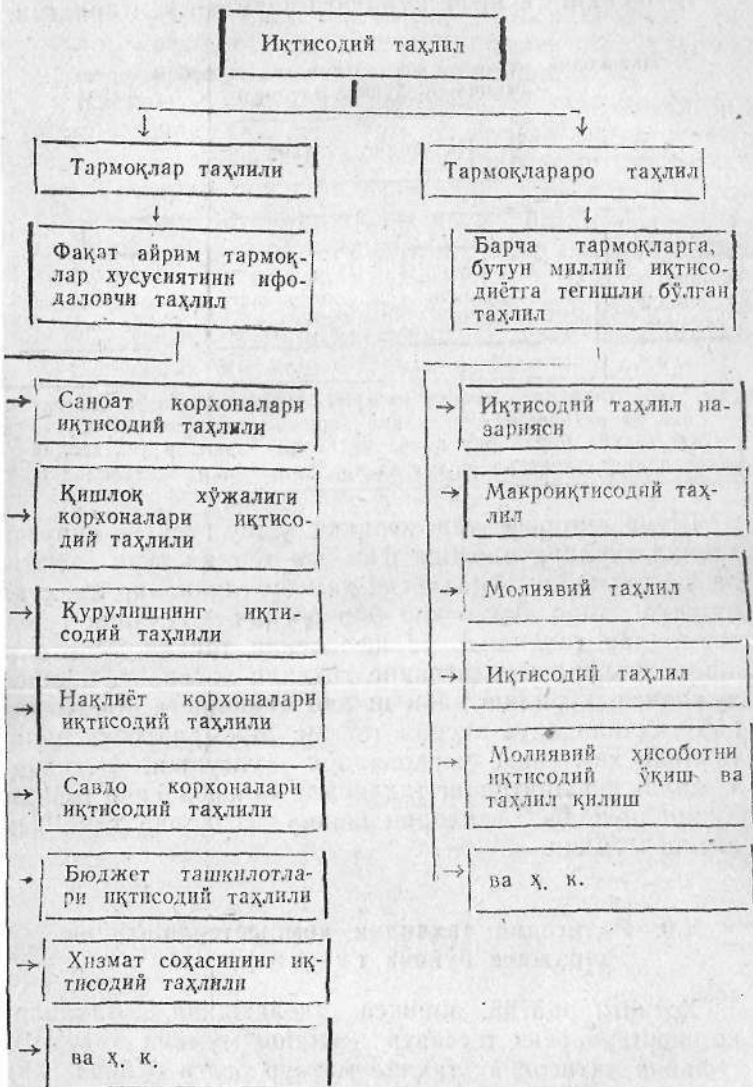 Иқтисодий таҳлил
Тармоқлар таҳлили
Тармоқлараро таҳлил
Фақат айрим тармоқ-
лар хусусиятини ифо-
даловчи таҳлил
Барча тармоқларга,
бутун миллий иқтисо-
диётга тегишли бўлган
таҳлил
Саноат корхоналари
иқтисодий таҳлили
Қишлоқ хўжалиги
корхоналари иқтисо-
дий таҳлили
Қурулишнинг иқти-
содий таҳлили
Нақлиёт корхоналари
иқтисодий таҳлили
Савдо корхоналари
иқтисодий таҳлили
Бюджет ташкилотла-
ри иқтисодий таҳлили
Хизмат соҳасининг иқ-
тисодий таҳлили
ва ҳ. к.
Иқтисодий таҳлил на-
зарияси
Макроиқтисодий таҳ-
лил
Молиявий таҳлил
Иқтисодий таҳлил
Молиявий ҳисоботни
иқтисодий ўқиш ва
таҳлил қилиш
ва ҳ. к.